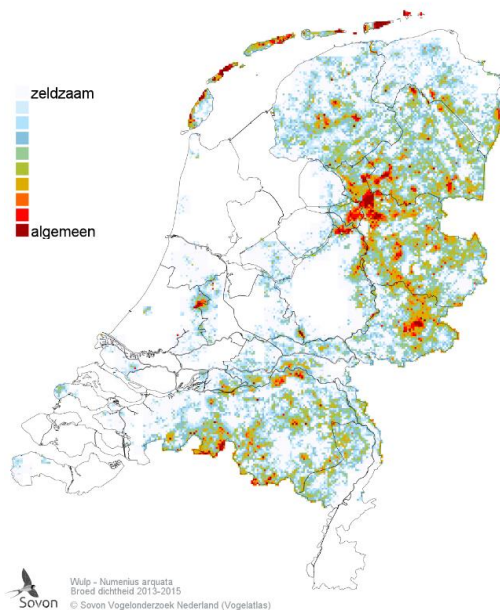 zeldzaam
algemeen
Sovon
Wulp - Numenius arquata
Broed dichtheid 2013-2015
© Sovon Vogelonderzoek Nederland (Vogelatlas)